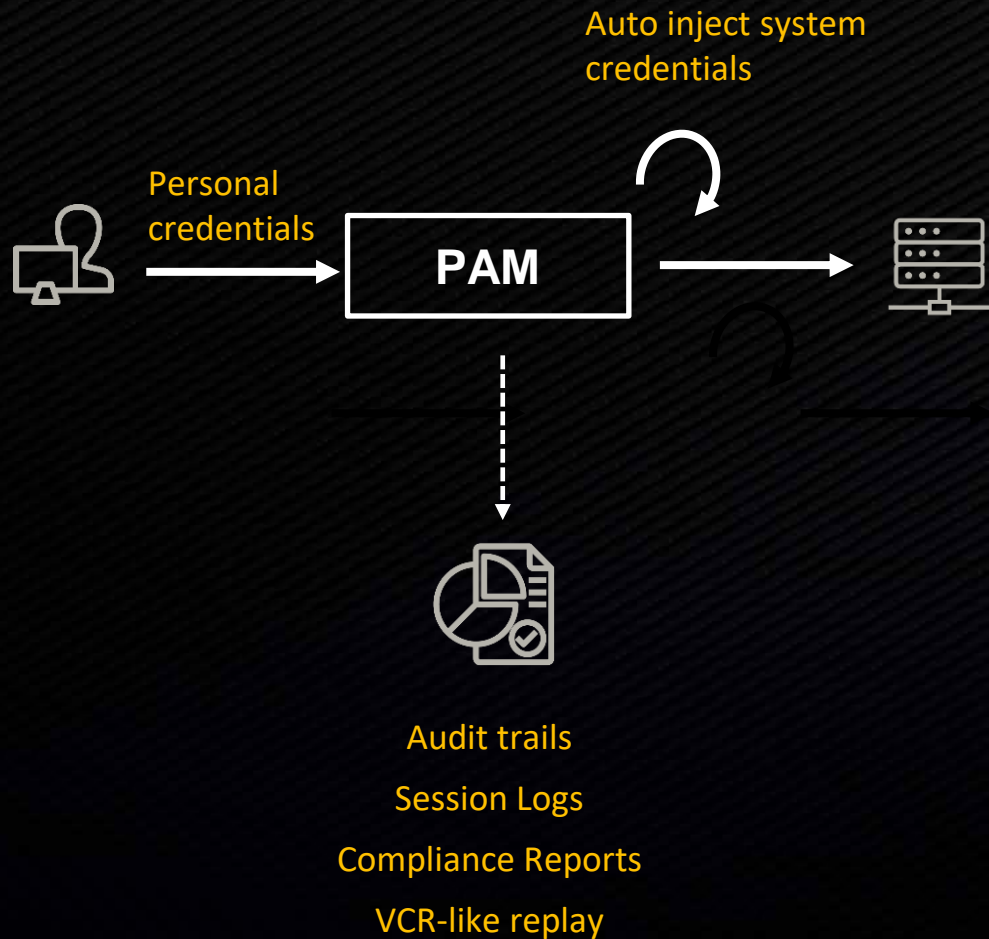 Auto inject system
credentials
Personal
credentials
PAM
Audit trails
Session Logs
Compliance Reports
VCR-like replay